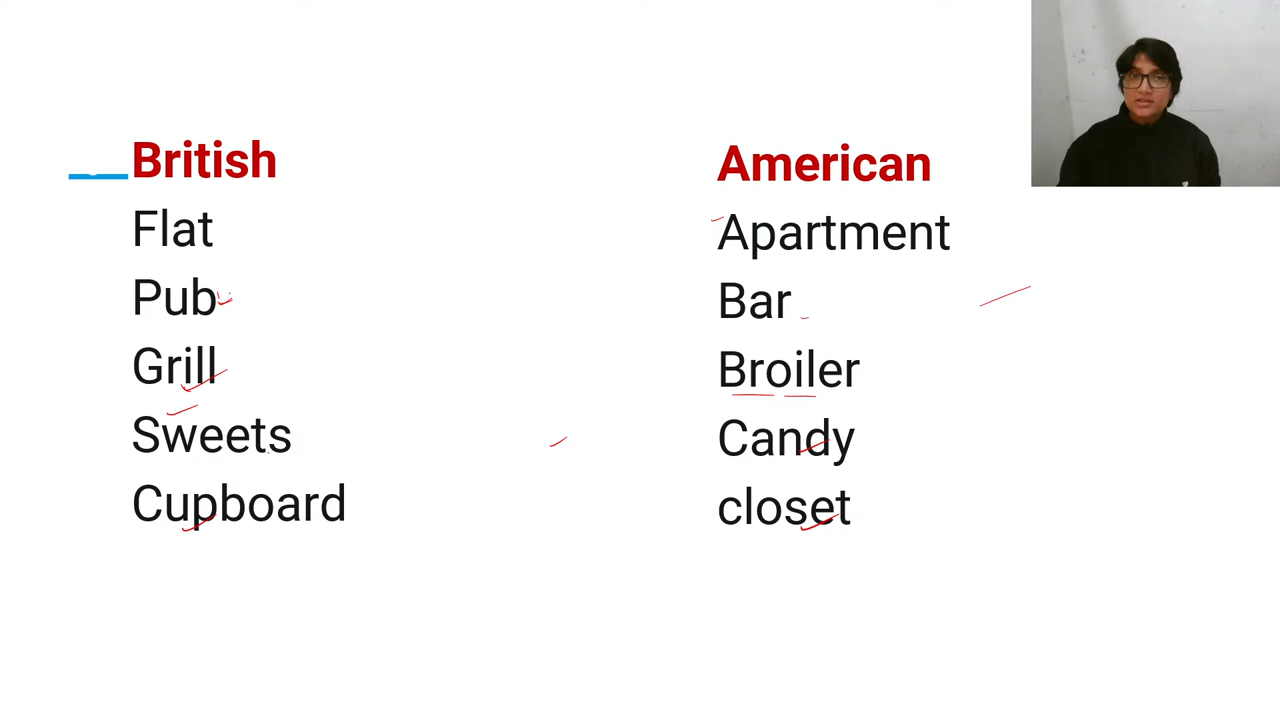 British American
Flat Apartment
Pub Bar
Grill Broiler
Sweets Candy
Cupboard closet